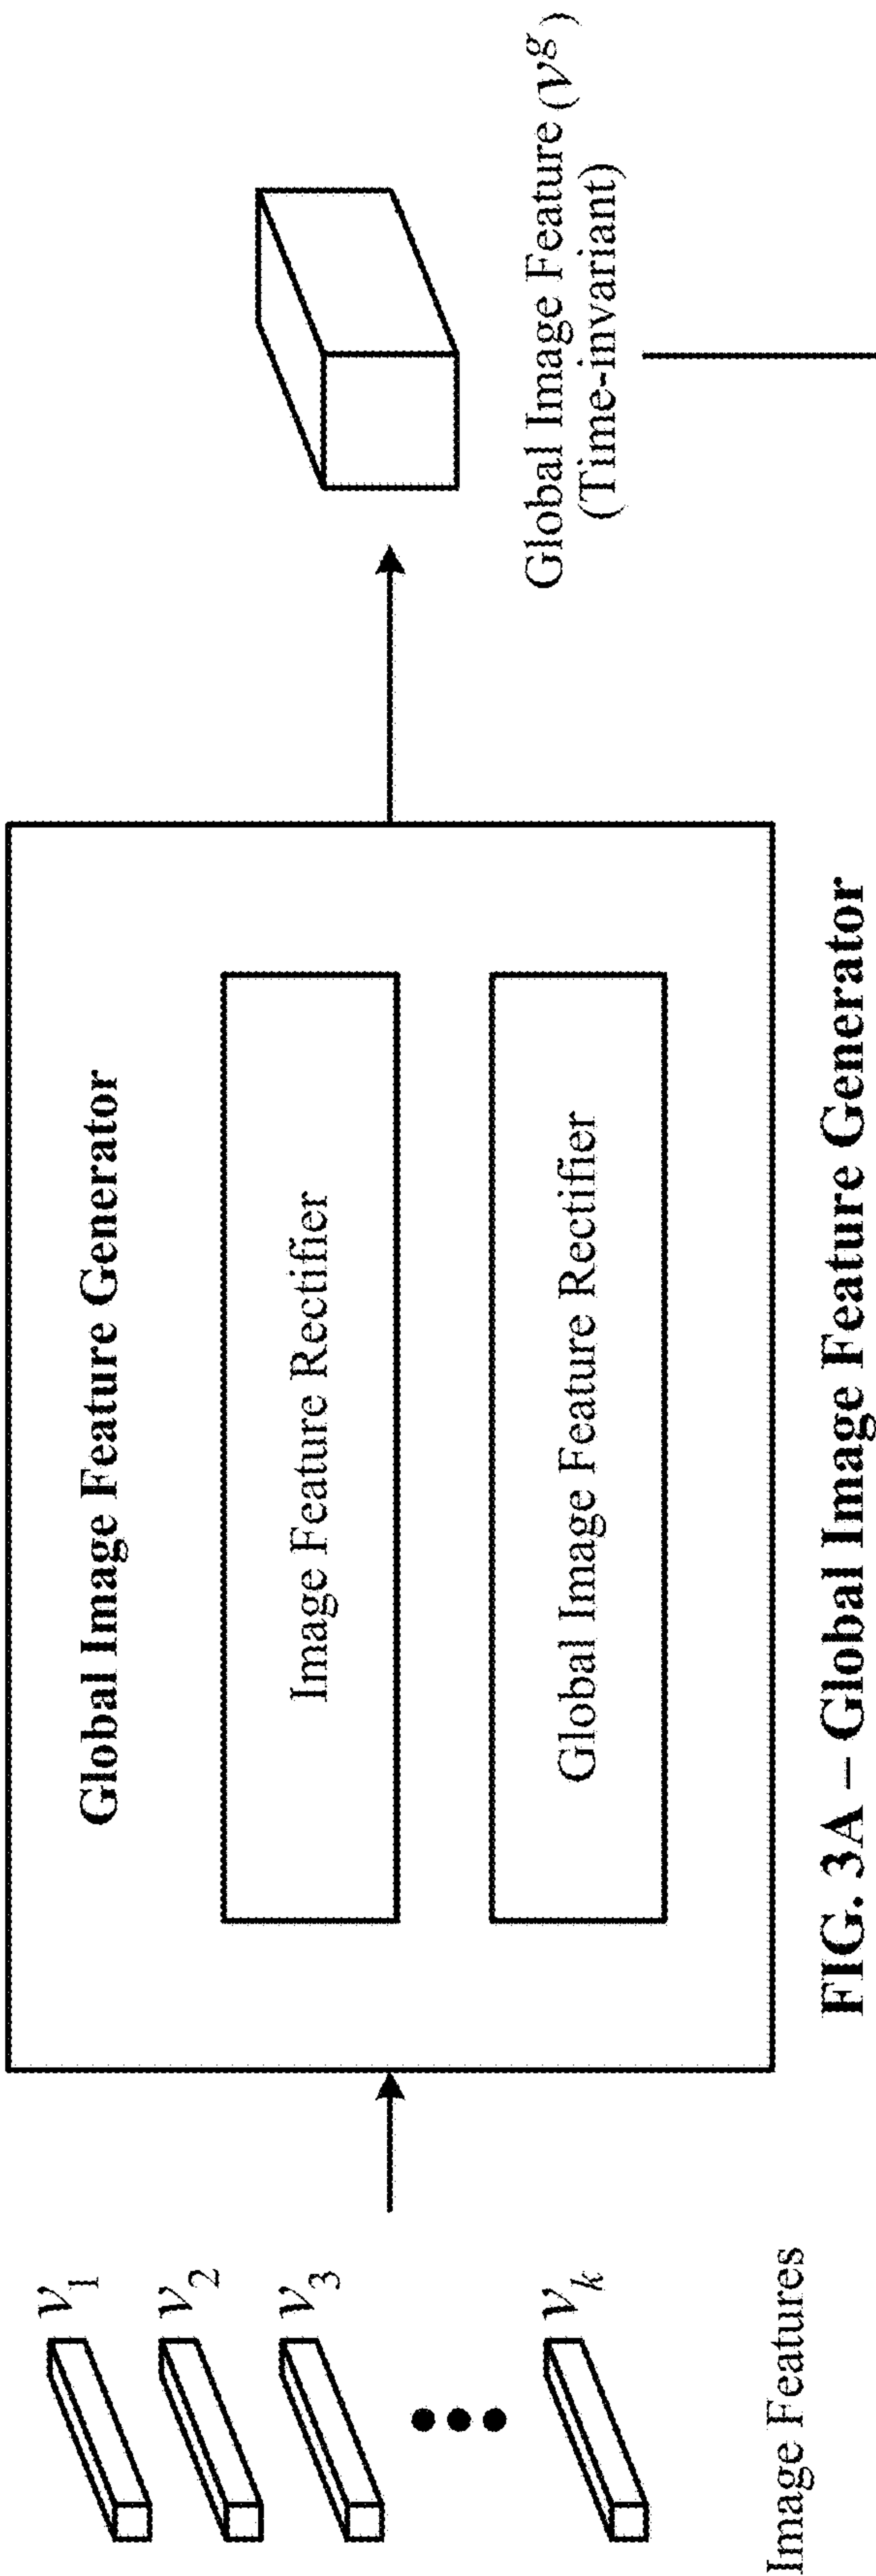 v1
v2
v3
vk
Image Features
Global Image Feature Generator
Image Feature Rectifier
Global Image Feature Rectifier
Global Image Feature (vg)
(Time-invariant)
FIG. 3A – Global Image Feature Generator